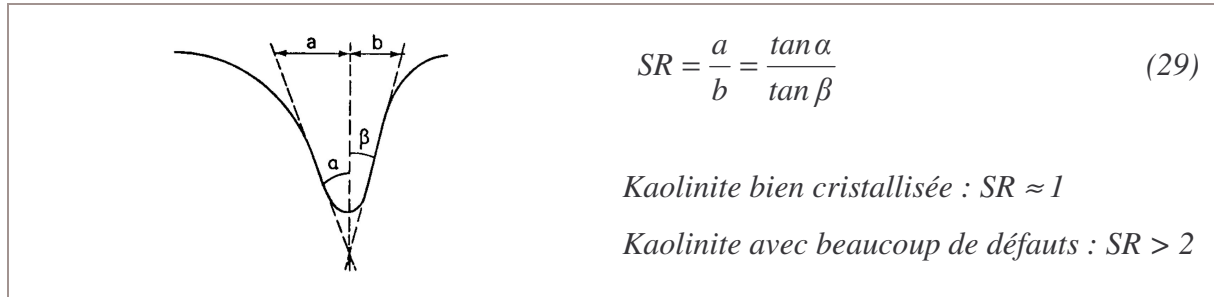 a b
β
α
SR = a/b = tan α/tan β (29)
Kaolinite bien cristallisée : SR ≈ 1
Kaolinite avec beaucoup de défauts : SR > 2